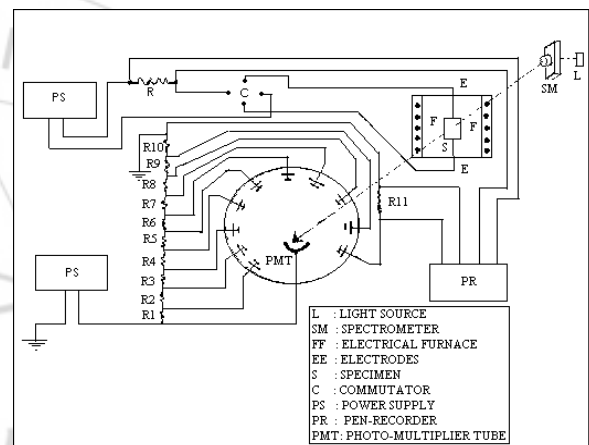 E
R
C
SM
L
PS
F
F
S
R10
E
R9
R8
R7
R11
R6
R5
PMT
PS
R4
PR
R3
R2
R1
L : LIGHT SOURCE
SM : SPECTROMETER
FF : ELECTRICAL FURNACE
EE : ELECTRODES
S : SPECIMEN
C : COMMUTATOR
PS : POWER SUPPLY
PR : PEN-RECORDER
PMT: PHOTO-MULTIPLIER TUBE